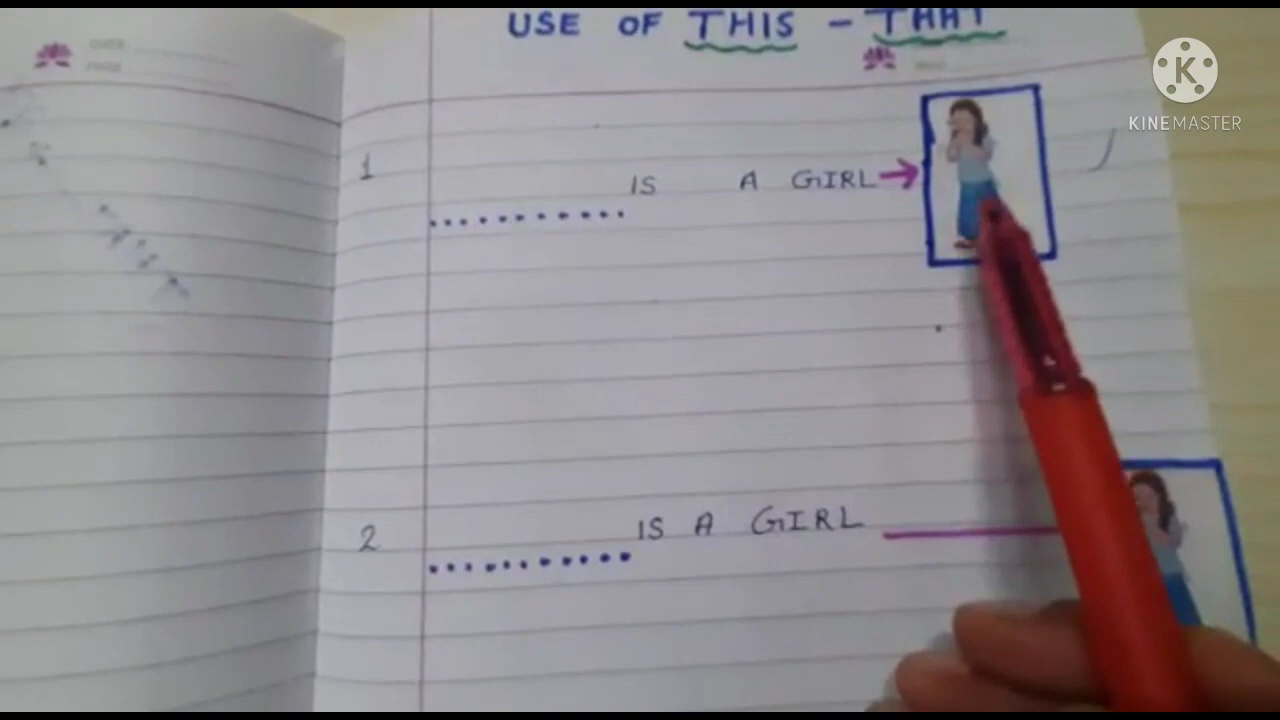 USE OF THIS - THAT
1 ........... IS A GIRL
2 ........... IS A GIRL
K
KINEMASTER